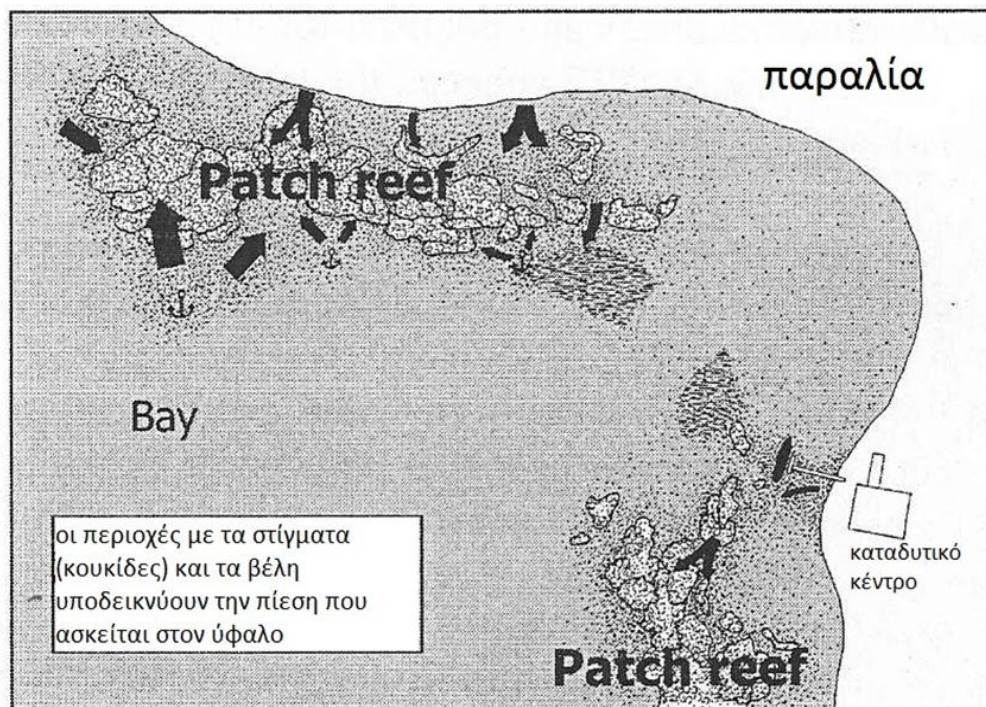 παραλία
Patch reef
Bay
οι περιοχές με τα στίγματα
(κουκίδες) και τα βέλη
υποδεικνύουν την πίεση που
ασκείται στον ύφαλο
καταδυτικό
κέντρο
Patch reef